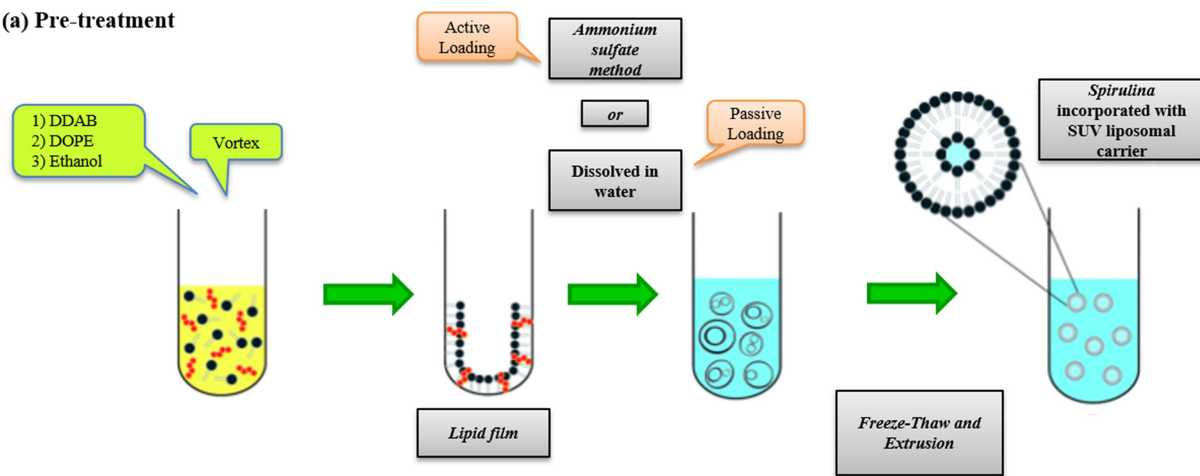 (a) Pre-treatment
1) DDAB
2) DOPE
3) Ethanol
Vortex
Active
Loading
Ammonium
sulfate
method
or
Passive
Loading
Dissolved in
water
Spirulina
incorporated with
SUV liposomal
carrier
Lipid film
Freeze-Thaw and
Extrusion